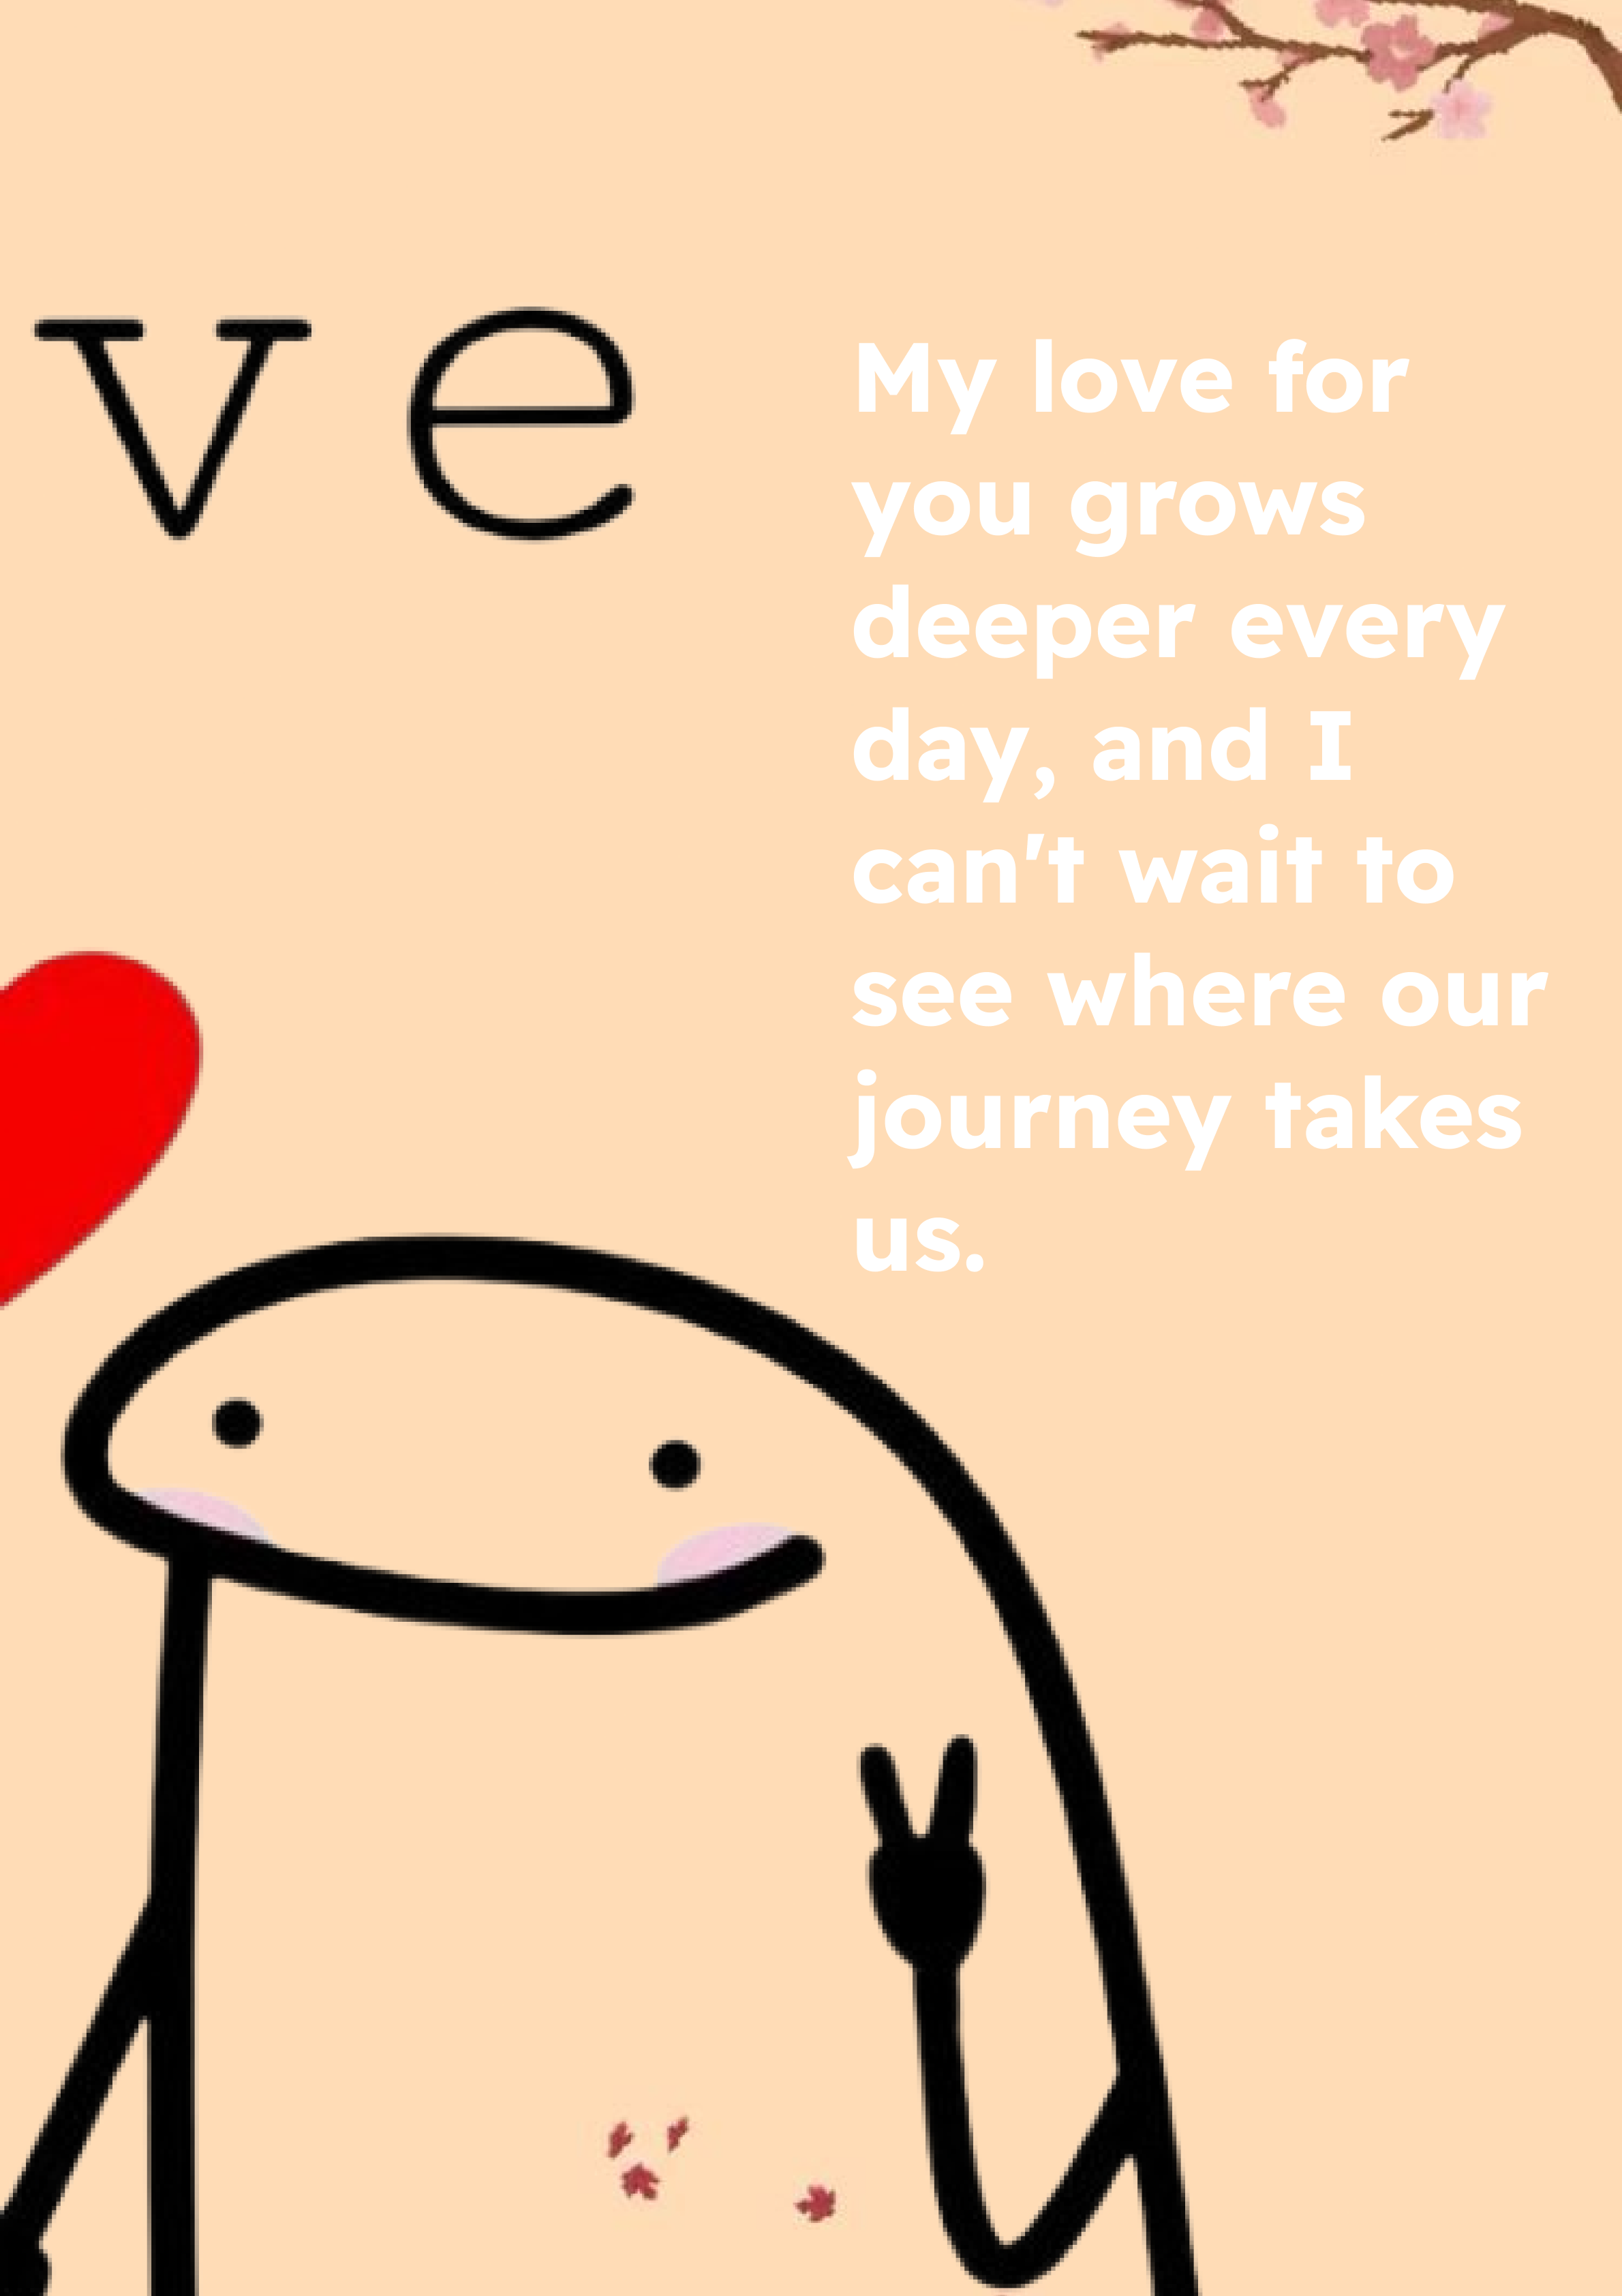 ve
My love for
you grows
deeper every
day, and I
can't wait to
see where our
journey takes
us.